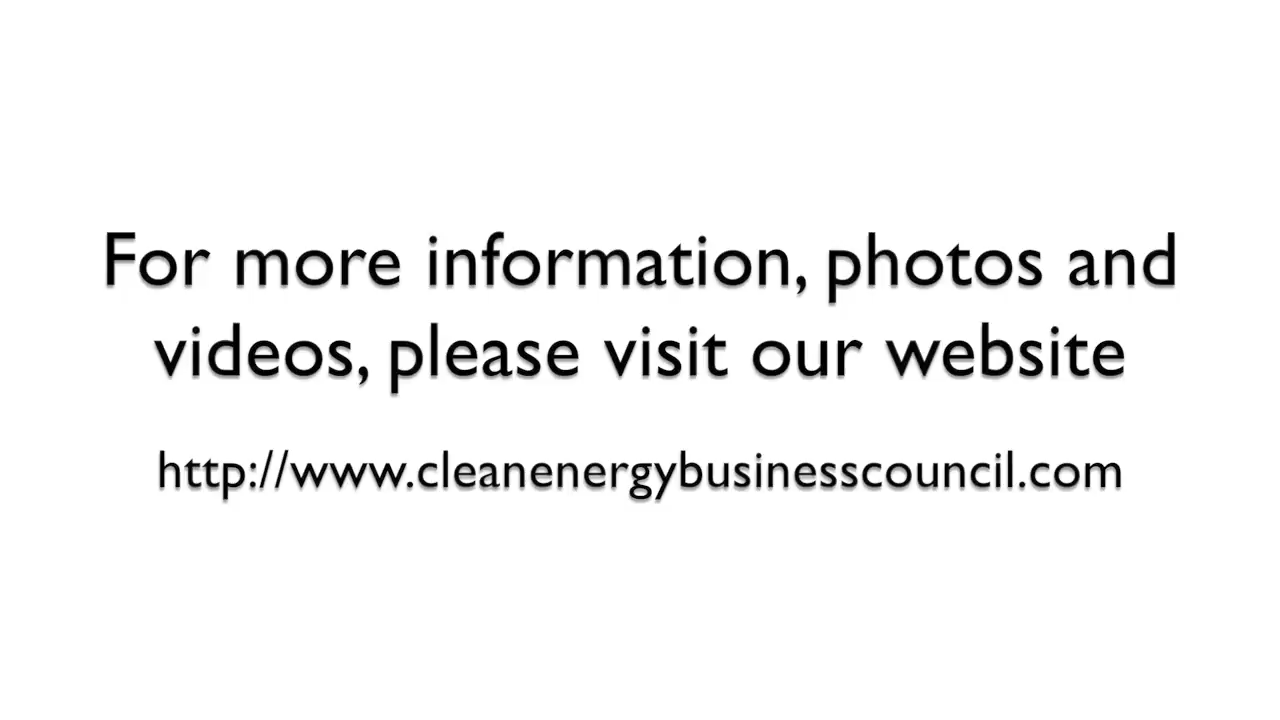 For more information, photos and
videos, please visit our website
http://www.cleanenergybusinesscouncil.com